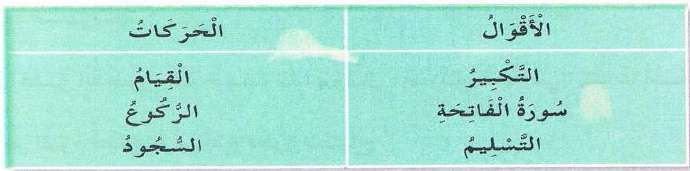 الْأَقْوَالُ الْحَرَكَاتُ
التَّكْبِيرُ الْقِيَامُ
سُورَةُ الْفَاتِحَةِ الرُّكُوعُ
التَّسْلِيمُ السُّجُودُ